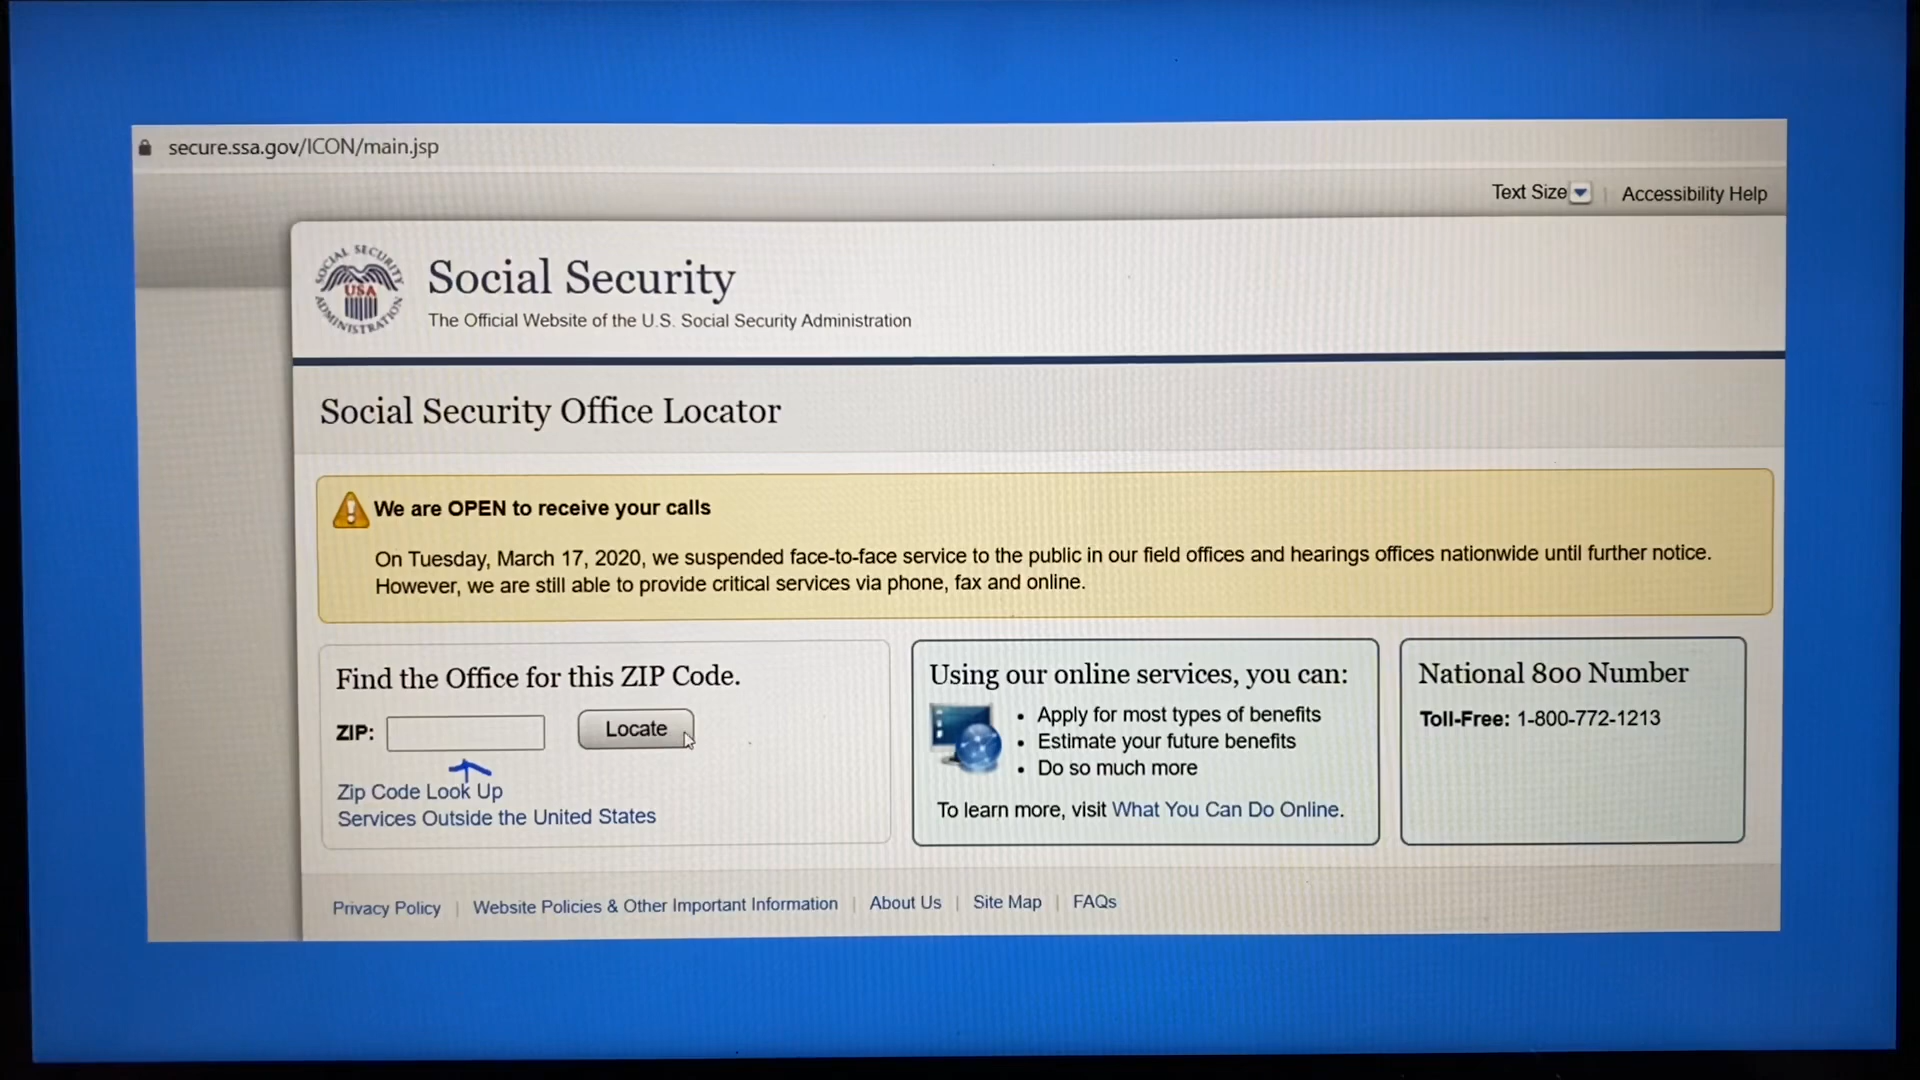 secure.ssa.gov/ICON/main.jsp
Text Size | Accessibility Help
SOCIAL SECURITY ADMINISTRATION
USA
Social Security
The Official Website of the U.S. Social Security Administration
Social Security Office Locator
We are OPEN to receive your calls
On Tuesday, March 17, 2020, we suspended face-to-face service to the public in our field offices and hearings offices nationwide until further notice.
However, we are still able to provide critical services via phone, fax and online.
Find the Office for this ZIP Code.
ZIP: Locate
Zip Code Look Up
Services Outside the United States
Using our online services, you can:
• Apply for most types of benefits
• Estimate your future benefits
• Do so much more
To learn more, visit What You Can Do Online.
National 800 Number
Toll-Free: 1-800-772-1213
Privacy Policy | Website Policies & Other Important Information | About Us | Site Map | FAQs